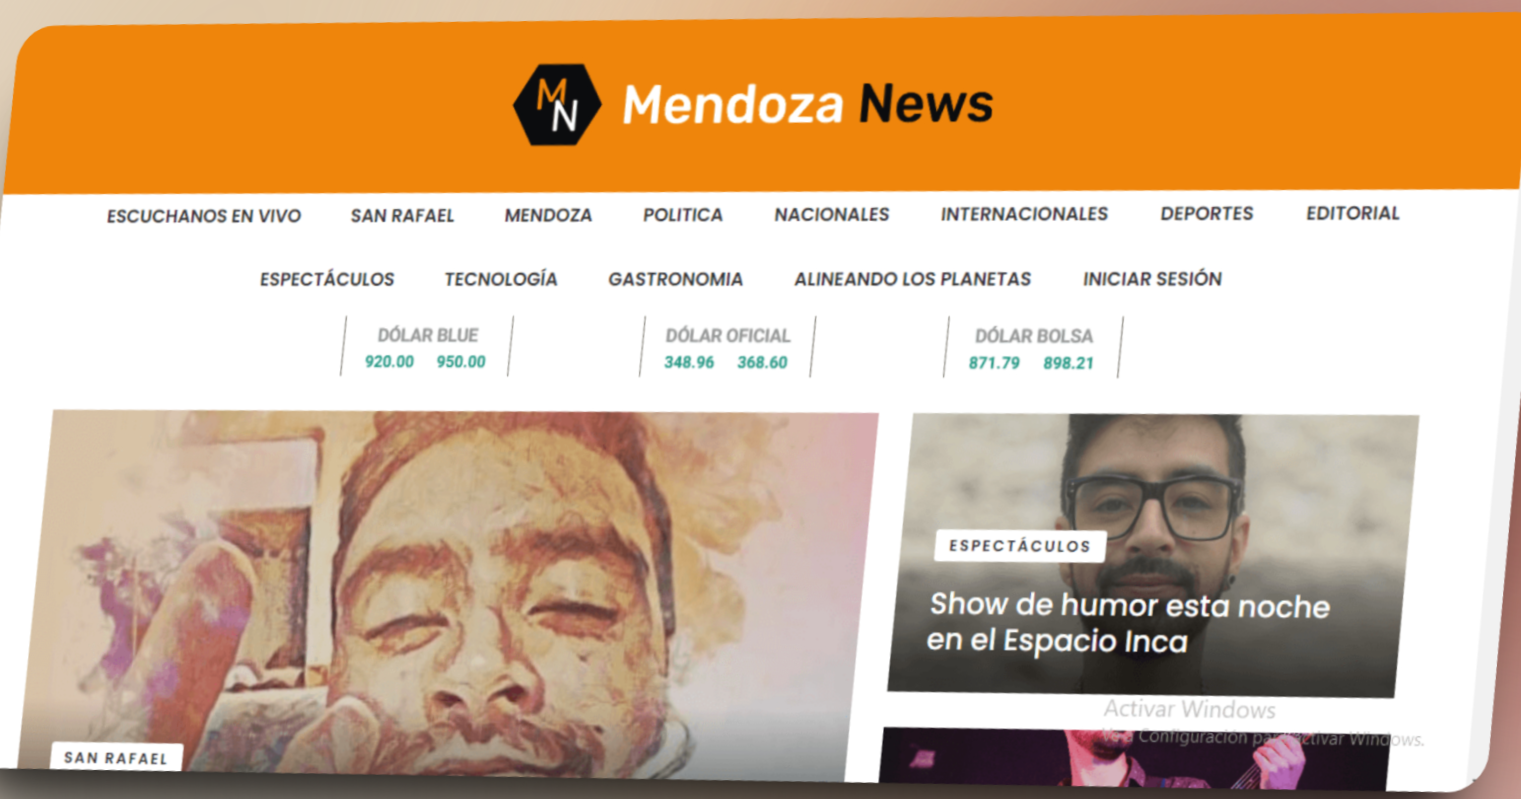 MN
Mendoza News
ESCUCHANOS EN VIVO SAN RAFAEL MENDOZA POLITICA NACIONALES INTERNACIONALES DEPORTES EDITORIAL
ESPECTÁCULOS TECNOLOGÍA GASTRONOMIA ALINEANDO LOS PLANETAS INICIAR SESIÓN
DÓLAR BLUE DÓLAR OFICIAL DÓLAR BOLSA
920.00 950.00 348.96 368.60 871.79 898.21
ESPECTÁCULOS
Show de humor esta noche
en el Espacio Inca
SAN RAFAEL
Activar Windows
Ve a Configuración para activar Windows.